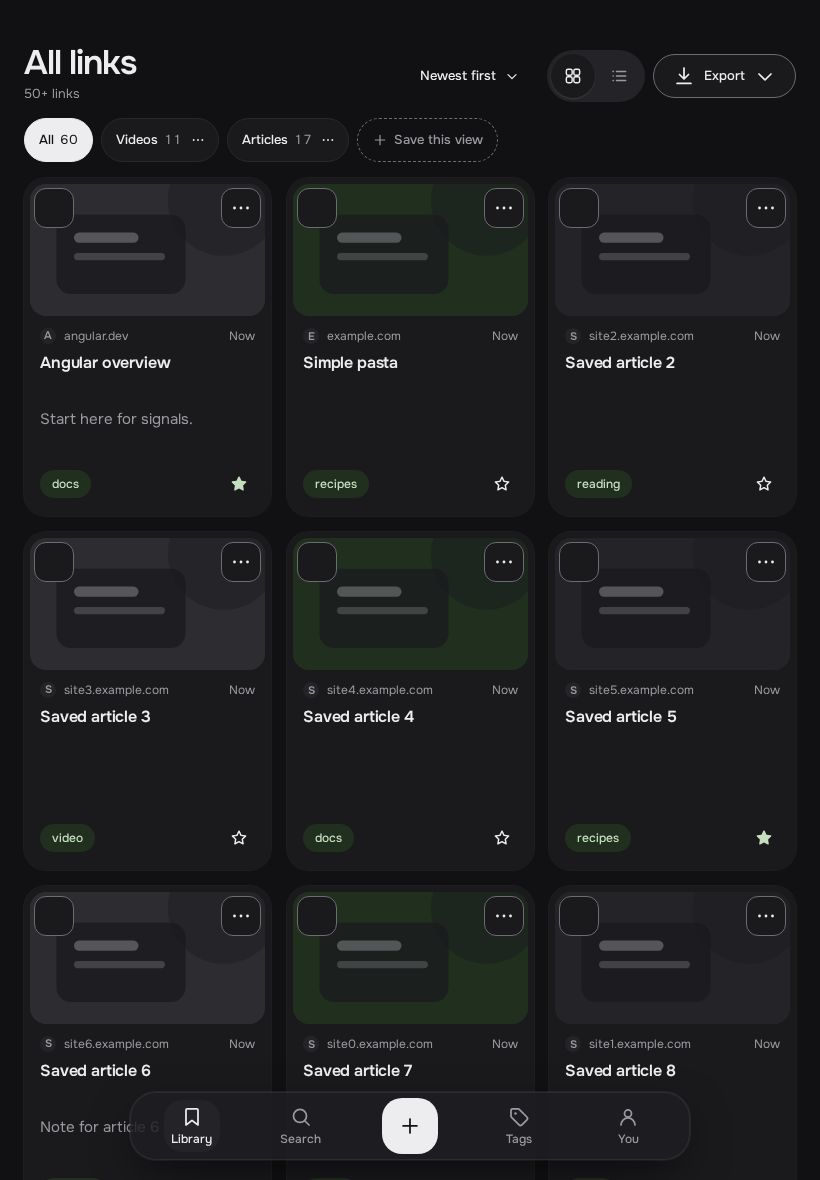 All links
50+ links
Newest first
Export
All 60
Videos 11 ···
Articles 17 ···
+ Save this view
A angular.dev Now
Angular overview
Start here for signals.
docs
E example.com Now
Simple pasta
recipes
S site2.example.com Now
Saved article 2
reading
S site3.example.com Now
Saved article 3
video
S site4.example.com Now
Saved article 4
docs
S site5.example.com Now
Saved article 5
recipes
S site6.example.com Now
Saved article 6
Note for article 6
S site0.example.com Now
Saved article 7
S site1.example.com Now
Saved article 8
Library
Search
Tags
You